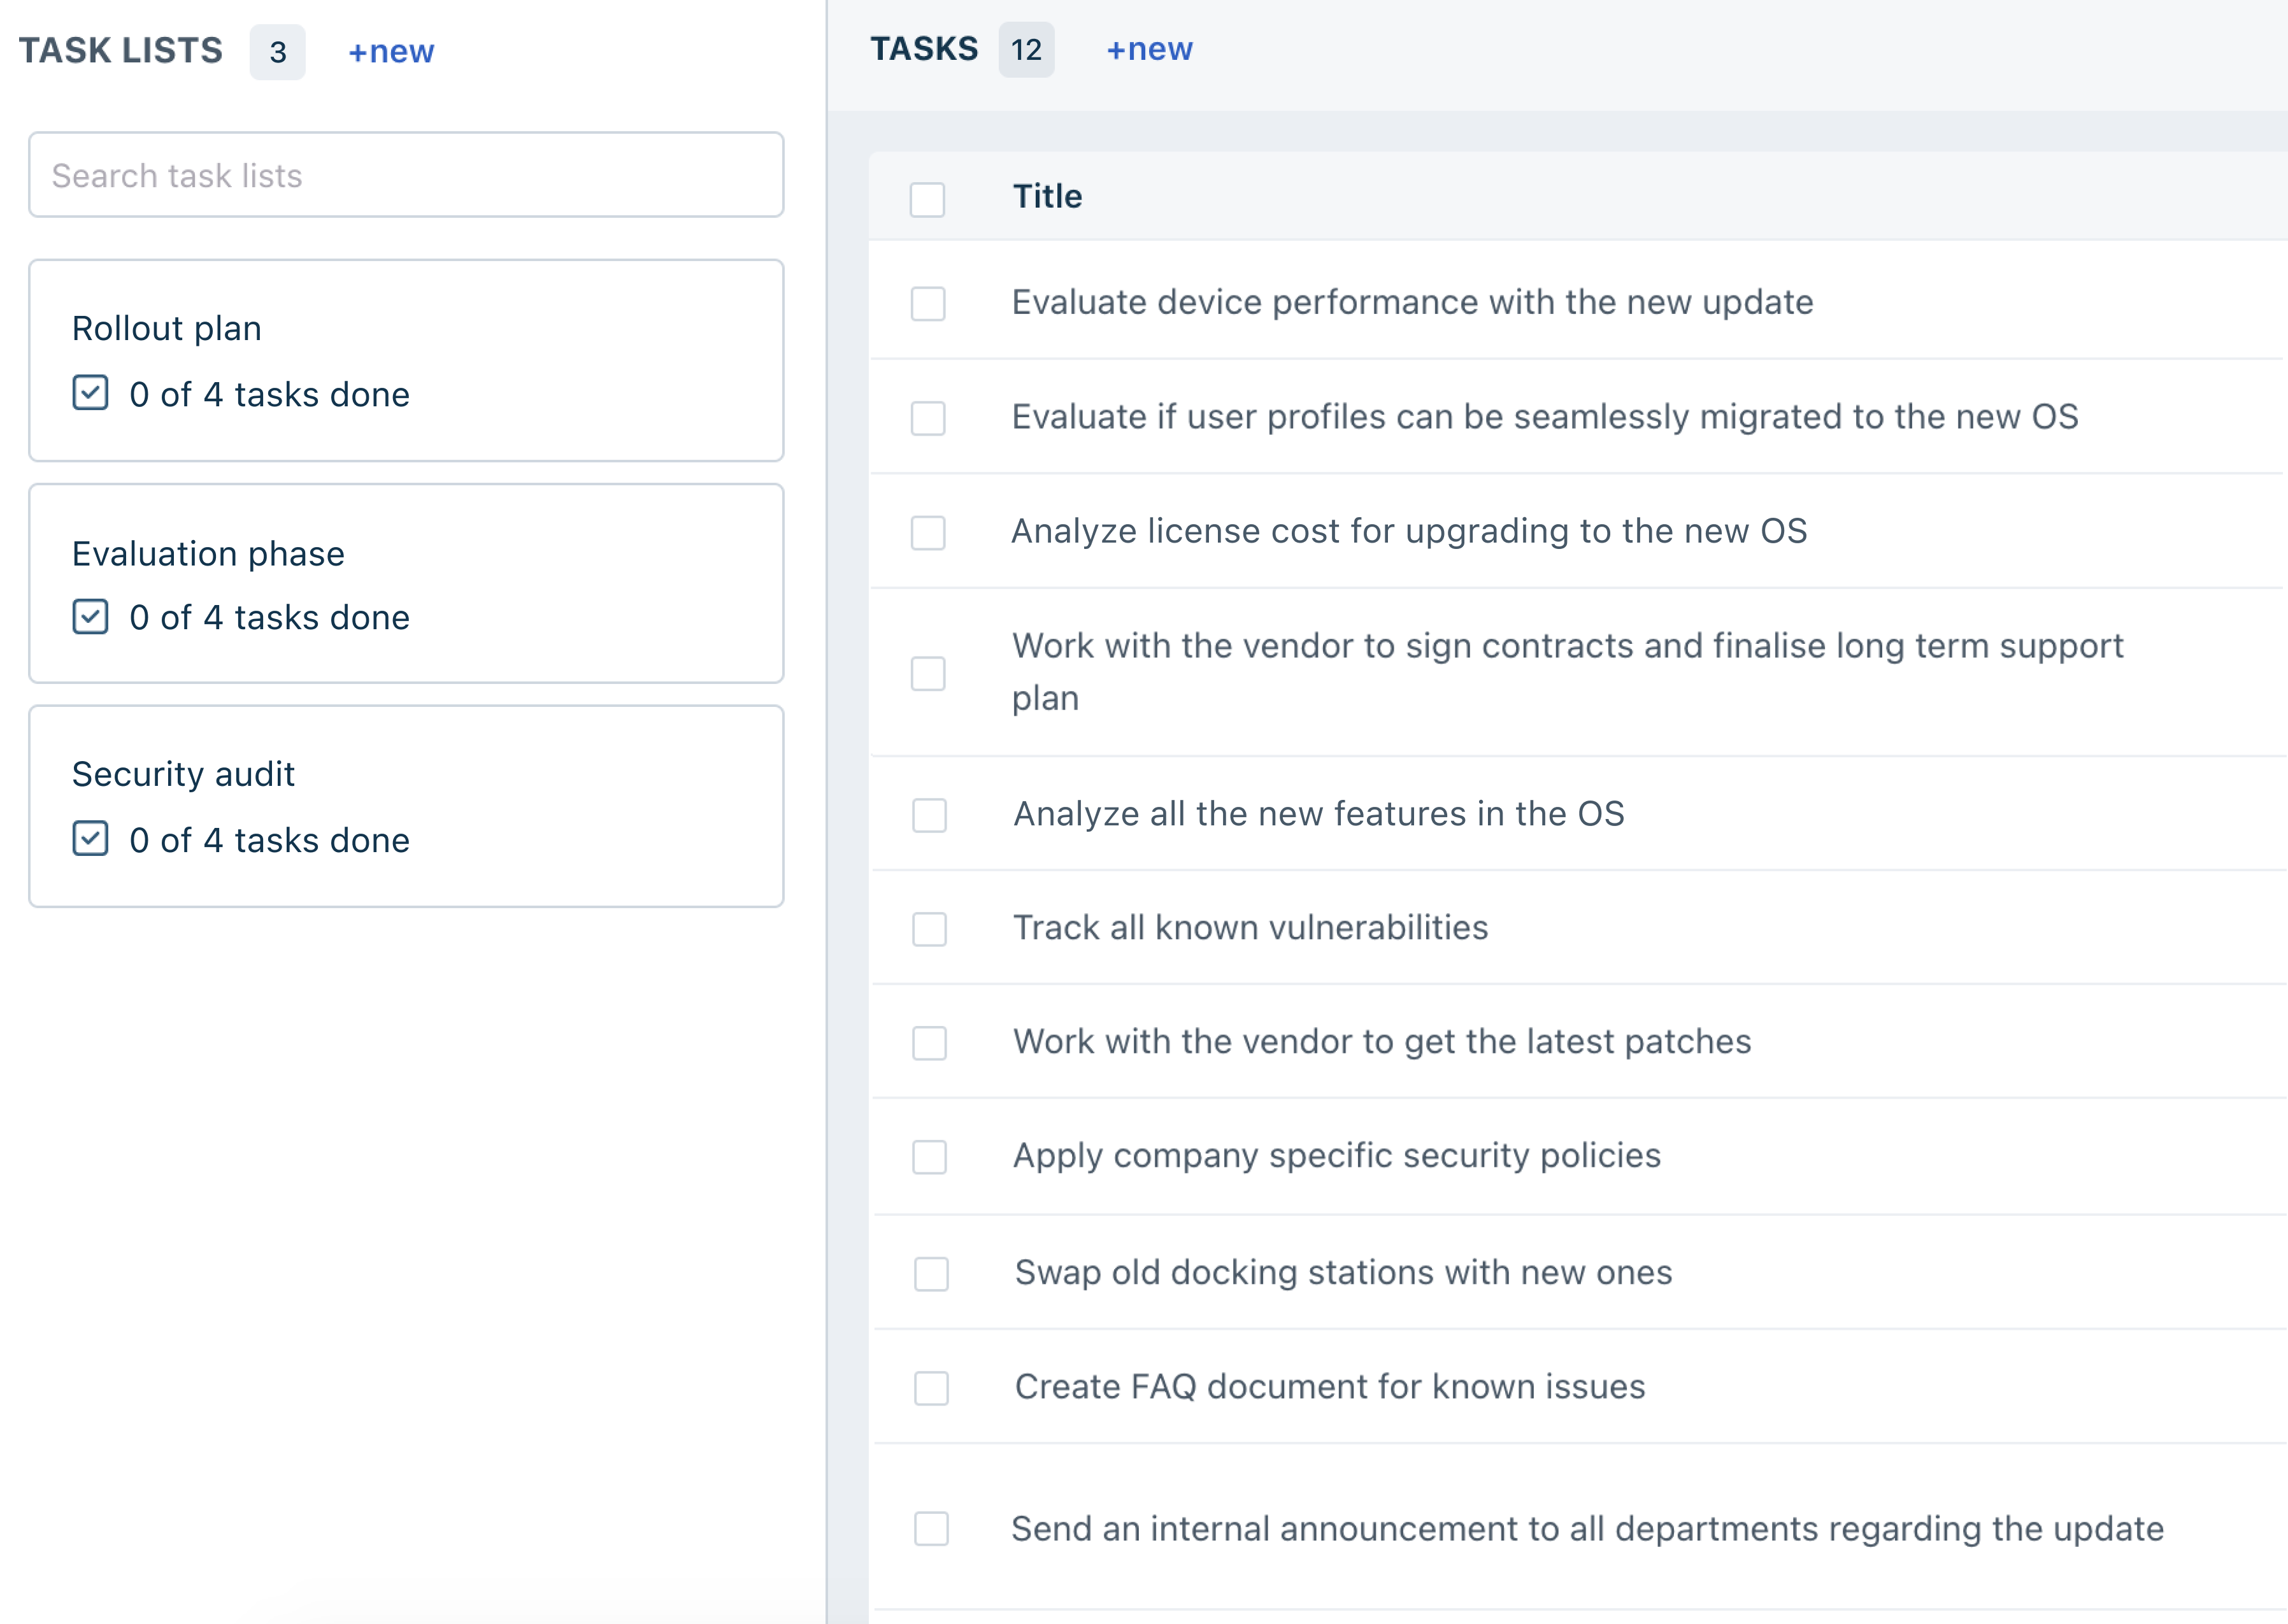 TASK LISTS 3 +new
Search task lists
Rollout plan
0 of 4 tasks done
Evaluation phase
0 of 4 tasks done
Security audit
0 of 4 tasks done
TASKS 12 +new
Title
Evaluate device performance with the new update
Evaluate if user profiles can be seamlessly migrated to the new OS
Analyze license cost for upgrading to the new OS
Work with the vendor to sign contracts and finalise long term support
plan
Analyze all the new features in the OS
Track all known vulnerabilities
Work with the vendor to get the latest patches
Apply company specific security policies
Swap old docking stations with new ones
Create FAQ document for known issues
Send an internal announcement to all departments regarding the update